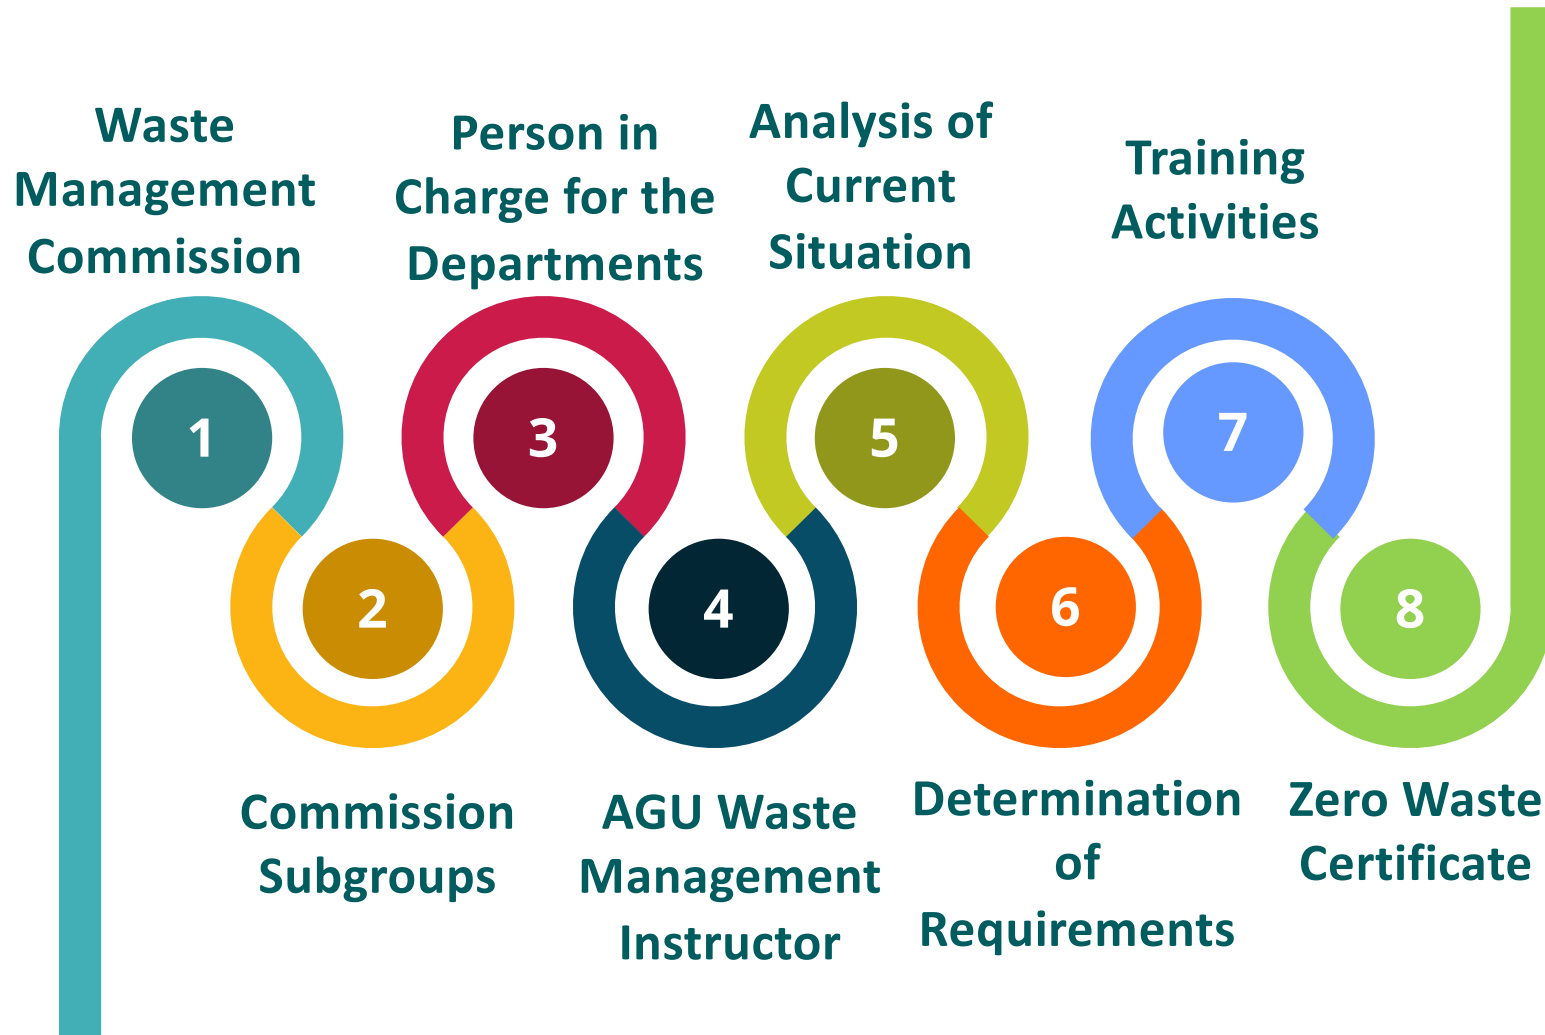 Waste
Management
Commission
1
Commission
Subgroups
2
Person in
Charge for the
Departments
3
AGU Waste
Management
Instructor
4
Analysis of
Current
Situation
5
Determination
of
Requirements
6
Training
Activities
7
Zero Waste
Certificate
8